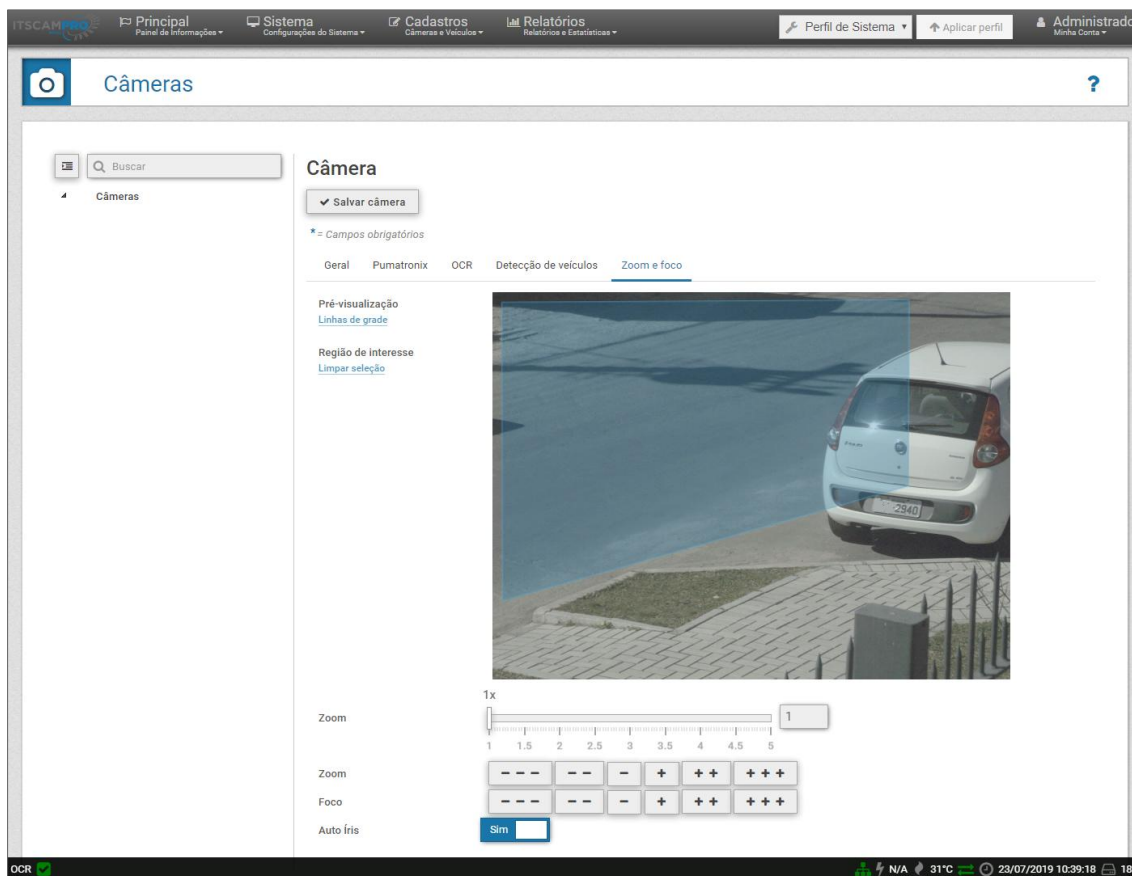 ITSCAMPRO
Principal
Painel de Informações
Sistema
Configurações do Sistema
Cadastros
Câmeras e Veículos
Relatórios
Relatórios e Estatísticas
Perfil de Sistema
Aplicar perfil
Administrado
Minha Conta
Câmeras
?
Buscar
Câmeras
Câmera
Salvar câmera
* = Campos obrigatórios
Geral Pumatronix OCR Detecção de veículos Zoom e foco
Pré-visualização
Linhas de grade
Região de interesse
Limpar seleção
2940
1x
Zoom
1
1 1.5 2 2.5 3 3.5 4 4.5 5
Zoom - - - - - - + + + + + +
Foco - - - - - - + + + + + +
Auto Íris Sim
OCR N/A 31°C 23/07/2019 10:39:18 18